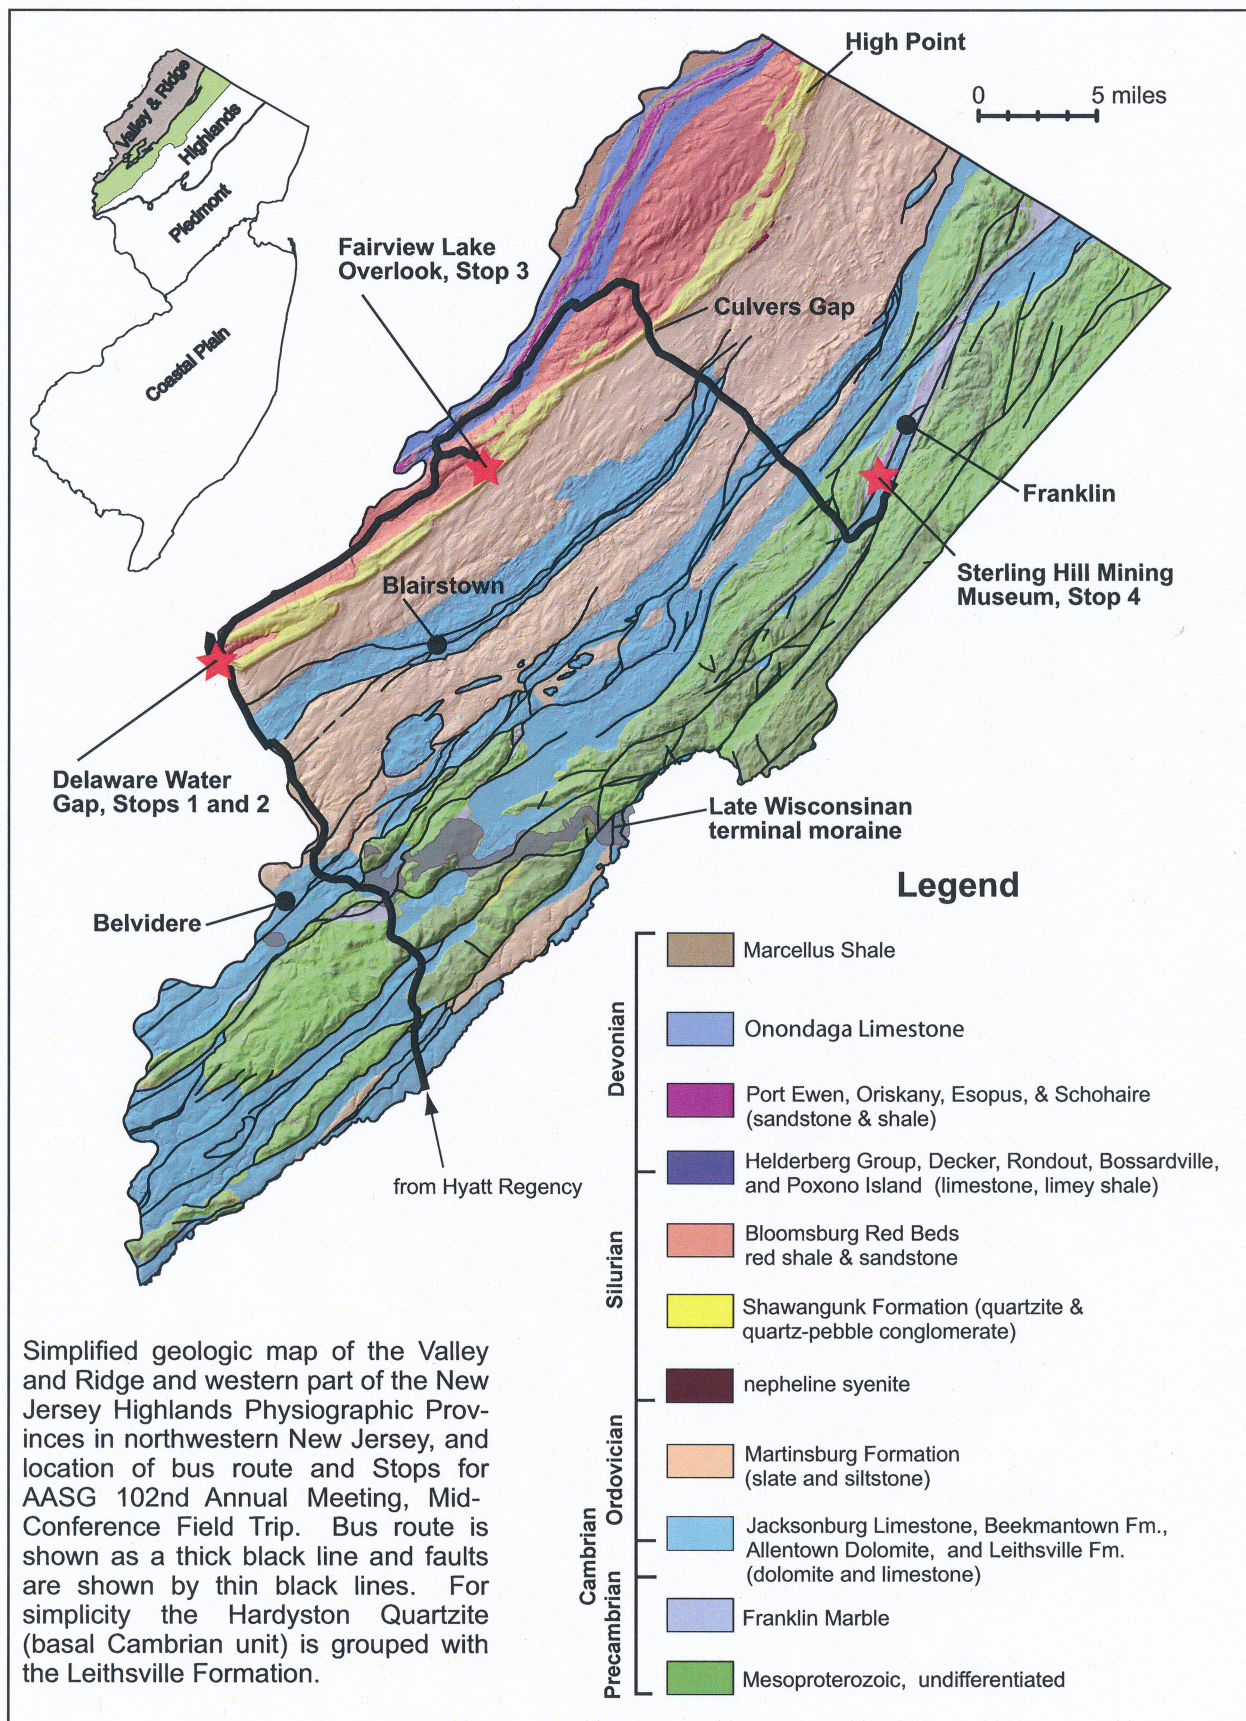 High Point
0 5 miles
Valley & Ridge
Highlands
Piedmont
Coastal Plain
Fairview Lake
Overlook, Stop 3
Culvers Gap
Franklin
Sterling Hill Mining
Museum, Stop 4
Blairstown
Delaware Water
Gap, Stops 1 and 2
Late Wisconsinan
terminal moraine
Belvidere
from Hyatt Regency
Legend
Devonian
Marcellus Shale
Onondaga Limestone
Port Ewen, Oriskany, Esopus, & Schohaire
(sandstone & shale)
Helderberg Group, Decker, Rondout, Bossardville,
and Poxono Island (limestone, limey shale)
Silurian
Bloomsburg Red Beds
red shale & sandstone
Shawangunk Formation (quartzite &
quartz-pebble conglomerate)
nepheline syenite
Ordovician
Martinsburg Formation
(slate and siltstone)
Cambrian
Jacksonburg Limestone, Beekmantown Fm.,
Allentown Dolomite, and Leithsville Fm.
(dolomite and limestone)
Precambrian
Franklin Marble
Mesoproterozoic, undifferentiated
Simplified geologic map of the Valley
and Ridge and western part of the New
Jersey Highlands Physiographic Prov-
inces in northwestern New Jersey, and
location of bus route and Stops for
AASG 102nd Annual Meeting, Mid-
Conference Field Trip. Bus route is
shown as a thick black line and faults
are shown by thin black lines. For
simplicity the Hardyston Quartzite
(basal Cambrian unit) is grouped with
the Leithsville Formation.